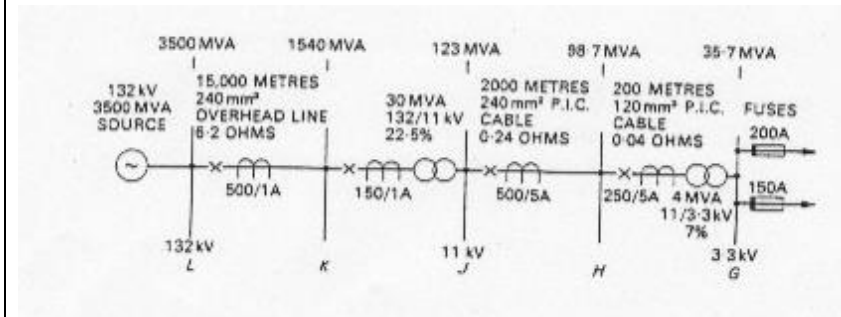 3500 MVA 1540 MVA 123 MVA 98·7 MVA 35·7 MVA
132 kV
3500 MVA
SOURCE
15,000 METRES
240 mm²
OVERHEAD LINE
6·2 OHMS
30 MVA
132/11 kV
22·5%
2000 METRES
240 mm² P.I.C.
CABLE
0·24 OHMS
200 METRES
120 mm² P.I.C.
CABLE
0·04 OHMS
FUSES
200A
500/1A
150/1A
500/5A
250/5A
4 MVA
11/3·3kV
7%
150A
132 kV
L
K
11 kV
J
H
3·3 kV
G